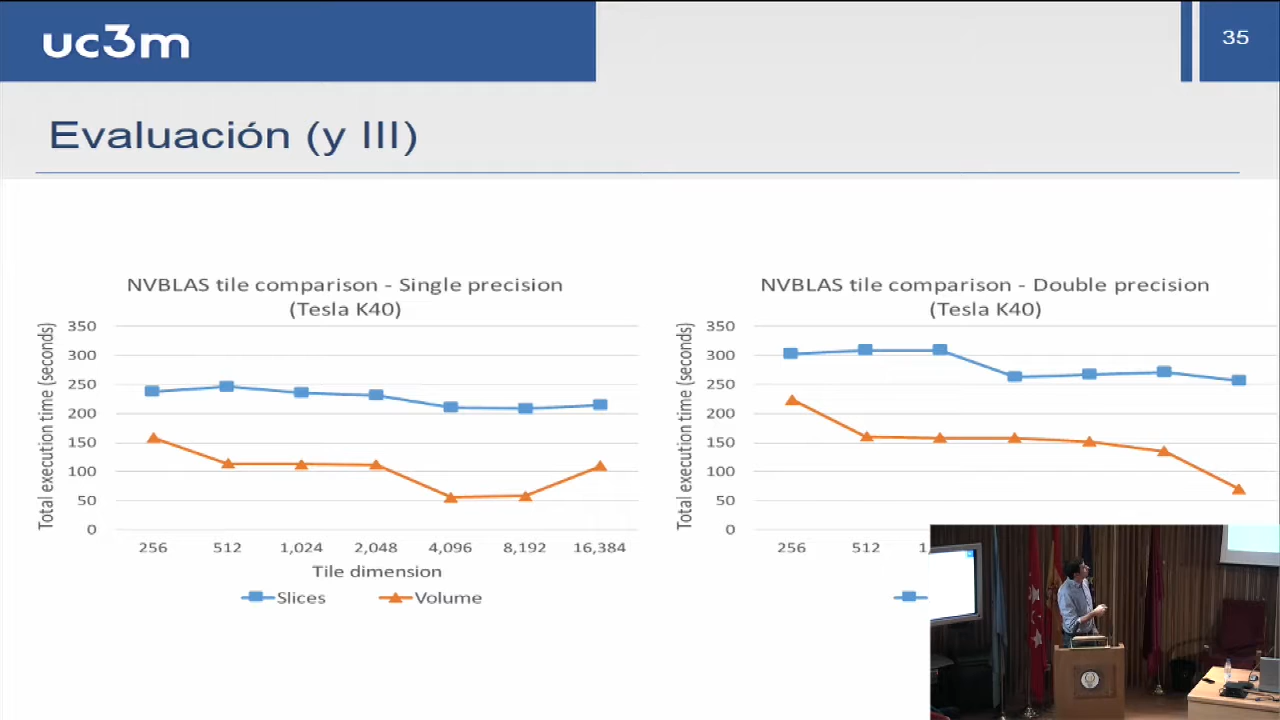 uc3m
35
Evaluación (y III)
NVBLAS tile comparison - Single precision
(Tesla K40)
Total execution time (seconds)
350
300
250
200
150
100
50
0
256 512 1,024 2,048 4,096 8,192 16,384
Tile dimension
Slices Volume
NVBLAS tile comparison - Double precision
(Tesla K40)
Total execution time (seconds)
350
300
250
200
150
100
50
0
256 512